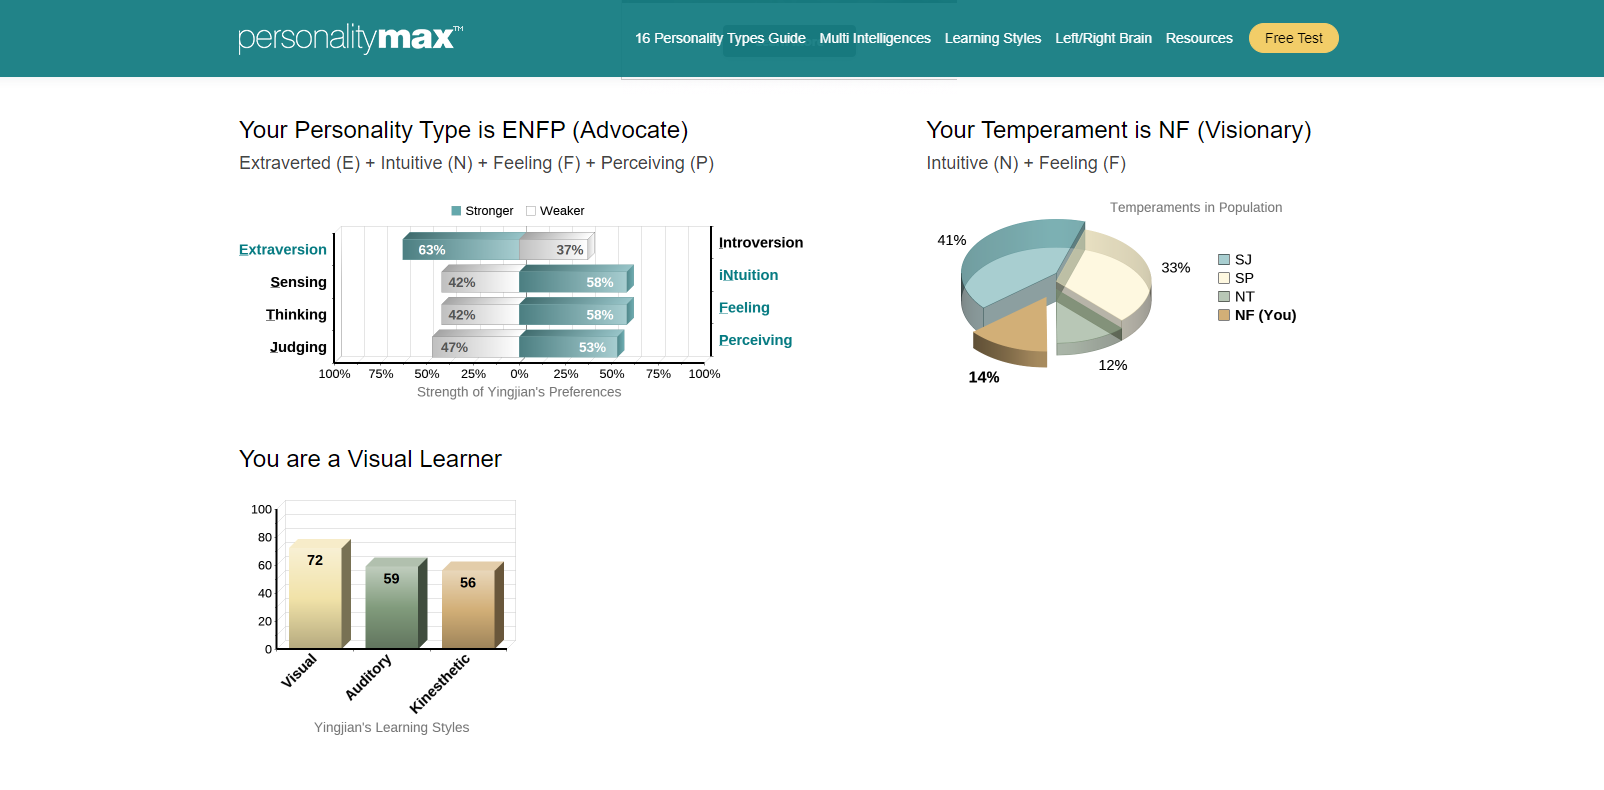 personalitymax™
16 Personality Types Guide Multi Intelligences Learning Styles Left/Right Brain Resources Free Test
Your Personality Type is ENFP (Advocate)
Extraverted (E) + Intuitive (N) + Feeling (F) + Perceiving (P)
Stronger Weaker
Extraversion 63% 37% Introversion
Sensing 42% 58% iNtuition
Thinking 42% 58% Feeling
Judging 47% 53% Perceiving
100% 75% 50% 25% 0% 25% 50% 75% 100%
Strength of Yingjian's Preferences
Your Temperament is NF (Visionary)
Intuitive (N) + Feeling (F)
Temperaments in Population
41%
33%
12%
14%
SJ
SP
NT
NF (You)
You are a Visual Learner
100
80
60
40
20
0
72
59
56
Visual
Auditory
Kinesthetic
Yingjian's Learning Styles